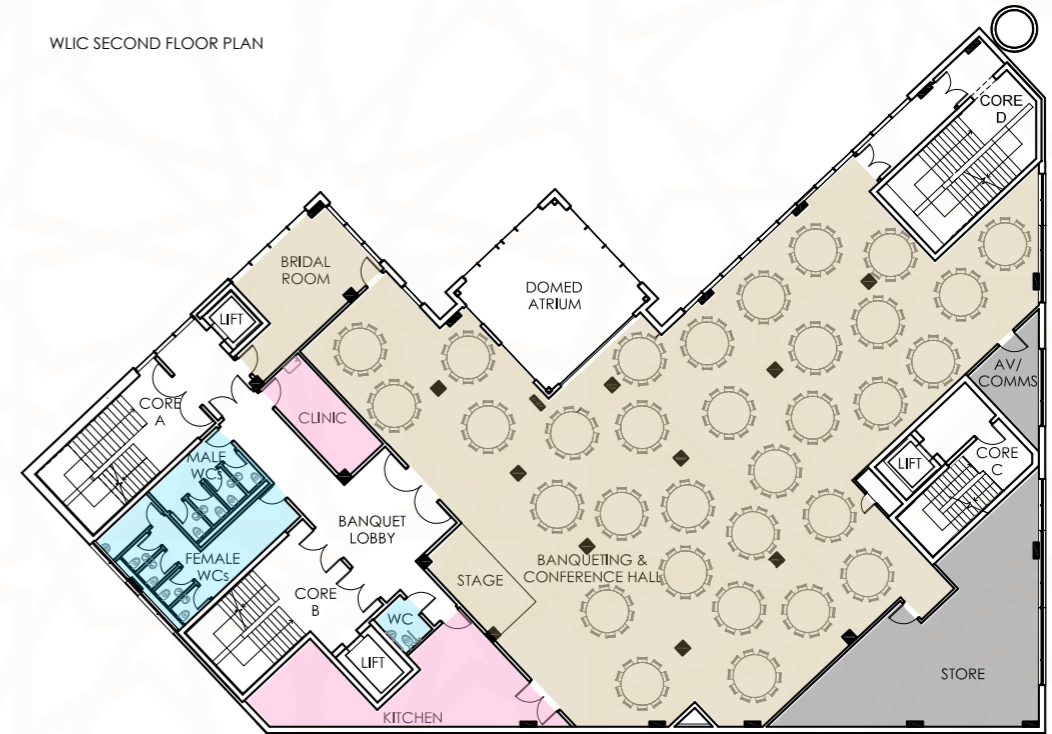 WLIC SECOND FLOOR PLAN
CORE
D
BRIDAL
ROOM
DOMED
ATRIUM
LIFT
AV/
COMMS
CORE
A
CLINIC
MALE
WCs
LIFT
CORE
C
BANQUET
LOBBY
FEMALE
WCs
STAGE
BANQUETING &
CONFERENCE HALL
CORE
B
WC
LIFT
STORE
KITCHEN